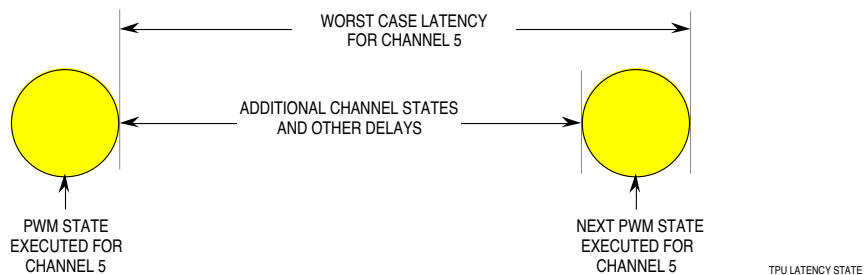 WORST CASE LATENCY
FOR CHANNEL 5
ADDITIONAL CHANNEL STATES
AND OTHER DELAYS
PWM STATE
EXECUTED FOR
CHANNEL 5
NEXT PWM STATE
EXECUTED FOR
CHANNEL 5
TPU LATENCY STATE